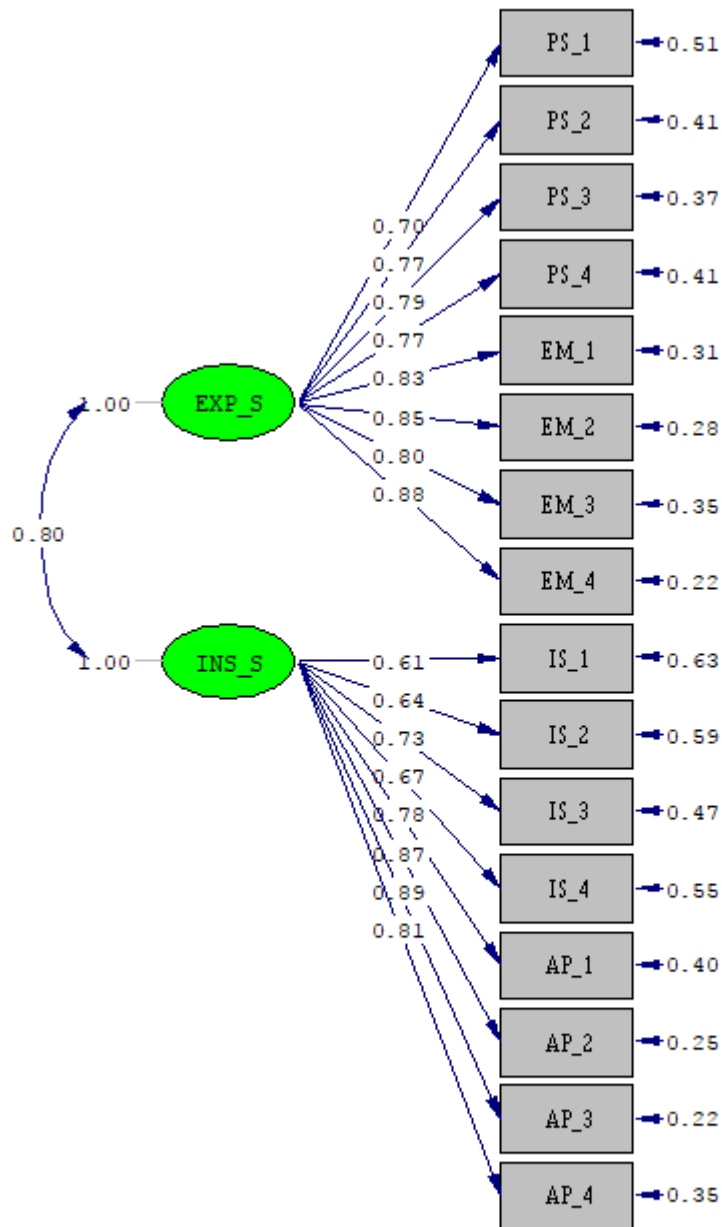 PS_1 0.51
PS_2 0.41
PS_3 0.37
0.70
0.77
PS_4 0.41
0.79
0.77
EM_1 0.31
0.83
1.00 EXP_S
0.85 EM_2 0.28
0.80
0.88 EM_3 0.35
0.80
EM_4 0.22
1.00 INS_S 0.61 IS_1 0.63
0.64
0.73 IS_2 0.59
0.67
0.78 IS_3 0.47
0.87
0.89 IS_4 0.55
0.81
AP_1 0.40
AP_2 0.25
AP_3 0.22
AP_4 0.35